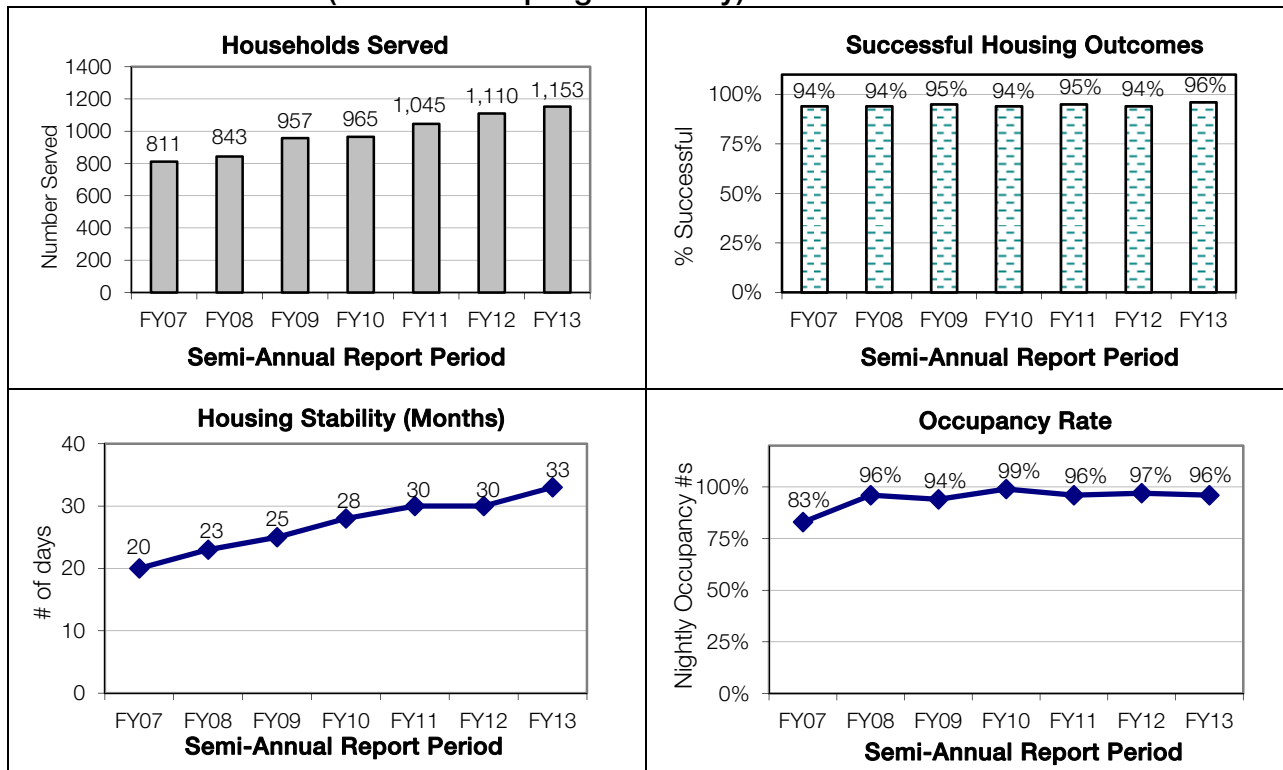 Households Served
1400
1200
1000
800
600
400
200
0
Number Served
811
843
957
965
1,045
1,110
1,153
FY07 FY08 FY09 FY10 FY11 FY12 FY13
Semi-Annual Report Period
Successful Housing Outcomes
100%
75%
50%
25%
0%
% Successful
94% 94% 95% 94% 95% 94% 96%
FY07 FY08 FY09 FY10 FY11 FY12 FY13
Semi-Annual Report Period
Housing Stability (Months)
40
30
20
10
0
# of days
20
23
25
28
30
30
33
FY07 FY08 FY09 FY10 FY11 FY12 FY13
Semi-Annual Report Period
Occupancy Rate
100%
75%
50%
25%
0%
Nightly Occupancy #s
83%
96%
94%
99%
96%
97%
96%
FY07 FY08 FY09 FY10 FY11 FY12 FY13
Semi-Annual Report Period